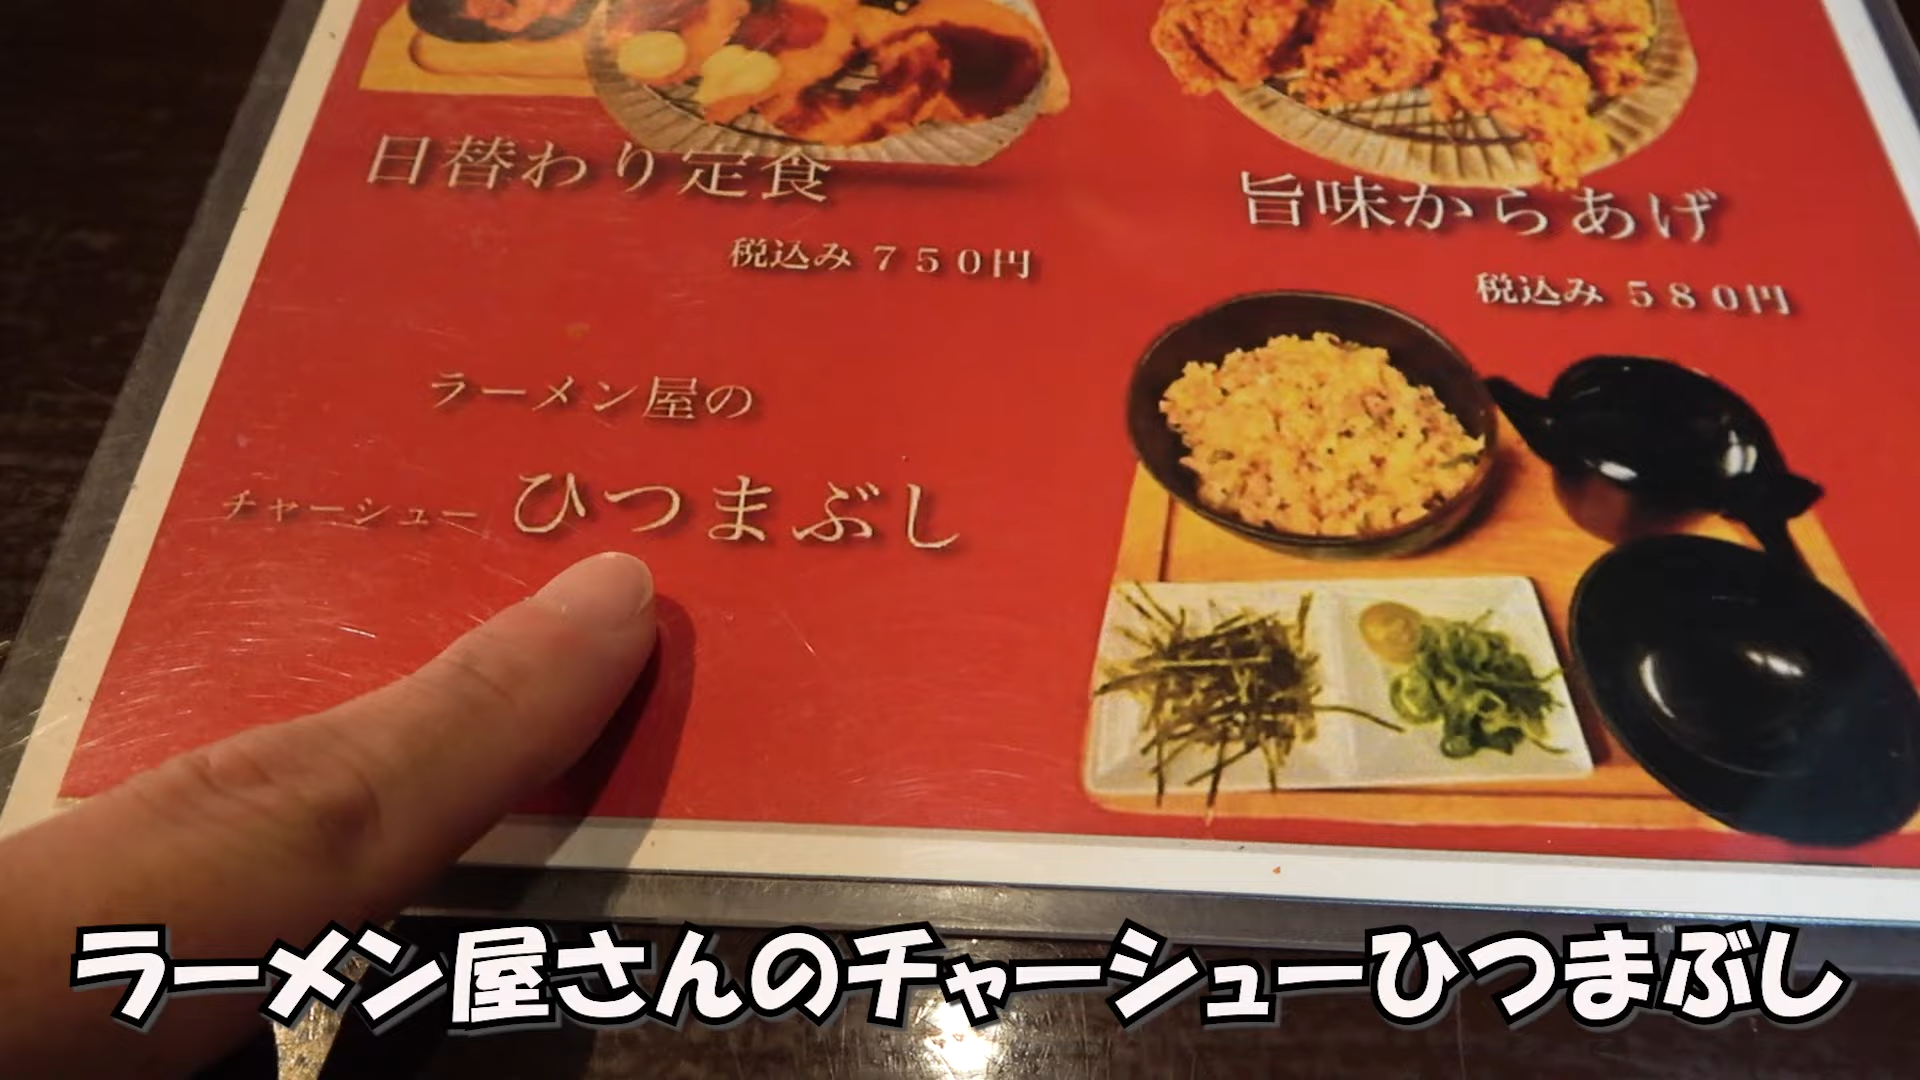 日替わり定食
税込み 750円
旨味からあげ
税込み 580円
ラーメン屋の
チャーシュー ひつまぶし
ラーメン屋さんのチャーシューひつまぶし